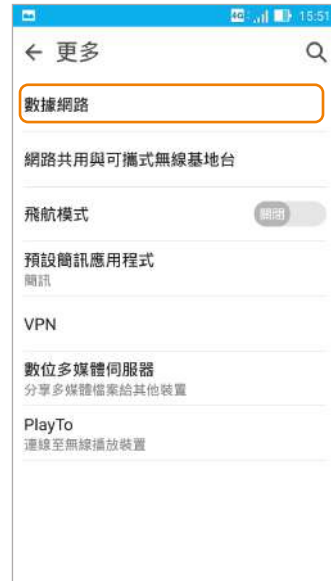 4G 15:51
← 更多
數據網路
網路共用與可攜式無線基地台
飛航模式 關閉
預設簡訊應用程式
簡訊
VPN
數位多媒體伺服器
分享多媒體檔案給其他裝置
PlayTo
連線至無線播放裝置